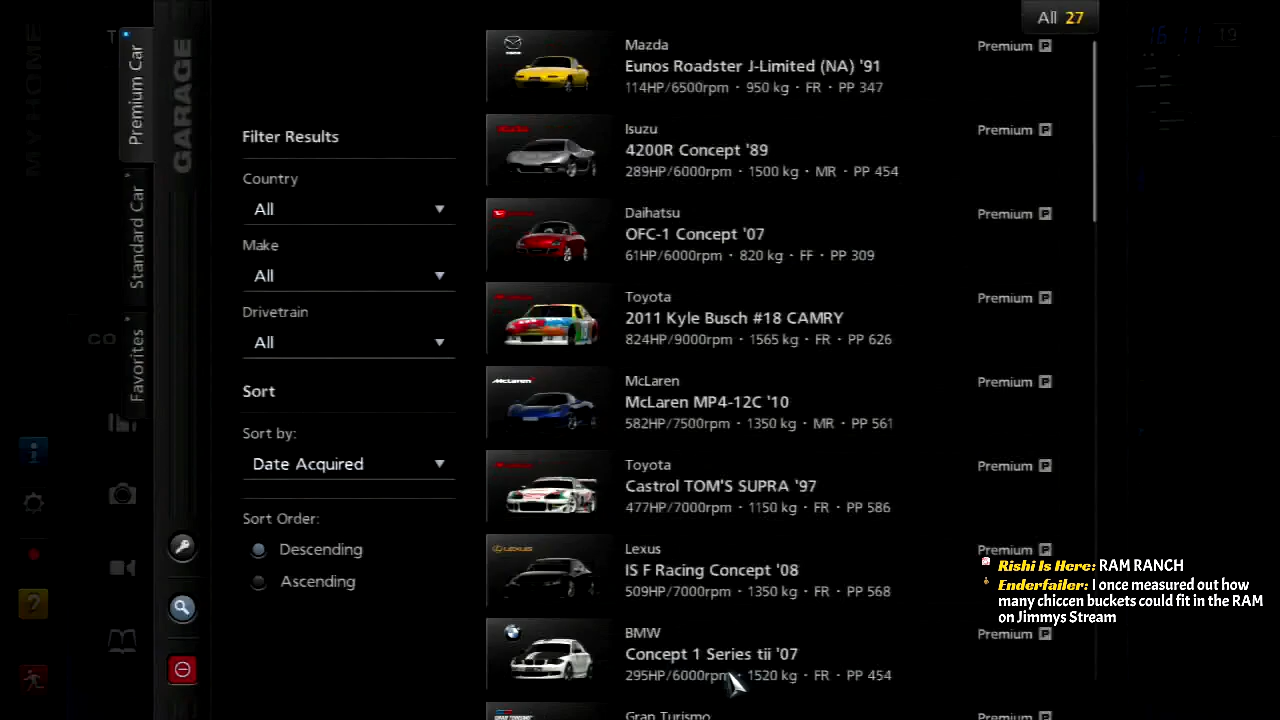 All 27
MY HOME
GARAGE
Premium Car
Standard Car
Favorites
Filter Results
Country
All
Make
All
Drivetrain
All
Sort
Sort by:
Date Acquired
Sort Order:
Descending
Ascending
Mazda
Eunos Roadster J-Limited (NA) '91
114HP/6500rpm · 950 kg · FR · PP 347
Premium P
Isuzu
4200R Concept '89
289HP/6000rpm · 1500 kg · MR · PP 454
Premium P
Daihatsu
OFC-1 Concept '07
61HP/6000rpm · 820 kg · FF · PP 309
Premium P
Toyota
2011 Kyle Busch #18 CAMRY
824HP/9000rpm · 1565 kg · FR · PP 626
Premium P
McLaren
McLaren
McLaren MP4-12C '10
582HP/7500rpm · 1350 kg · MR · PP 561
Premium P
Toyota
Castrol TOM'S SUPRA '97
477HP/7000rpm · 1150 kg · FR · PP 586
Premium P
LEXUS
Lexus
IS F Racing Concept '08
509HP/7000rpm · 1350 kg · FR · PP 568
Premium P
BMW
Concept 1 Series tii '07
295HP/6000rpm · 1520 kg · FR · PP 454
Premium P
Gran Turismo
Rishi Is Here: RAM RANCH
Enderfailer: I once measured out how
many chiccen buckets could fit in the RAM
on Jimmys Stream